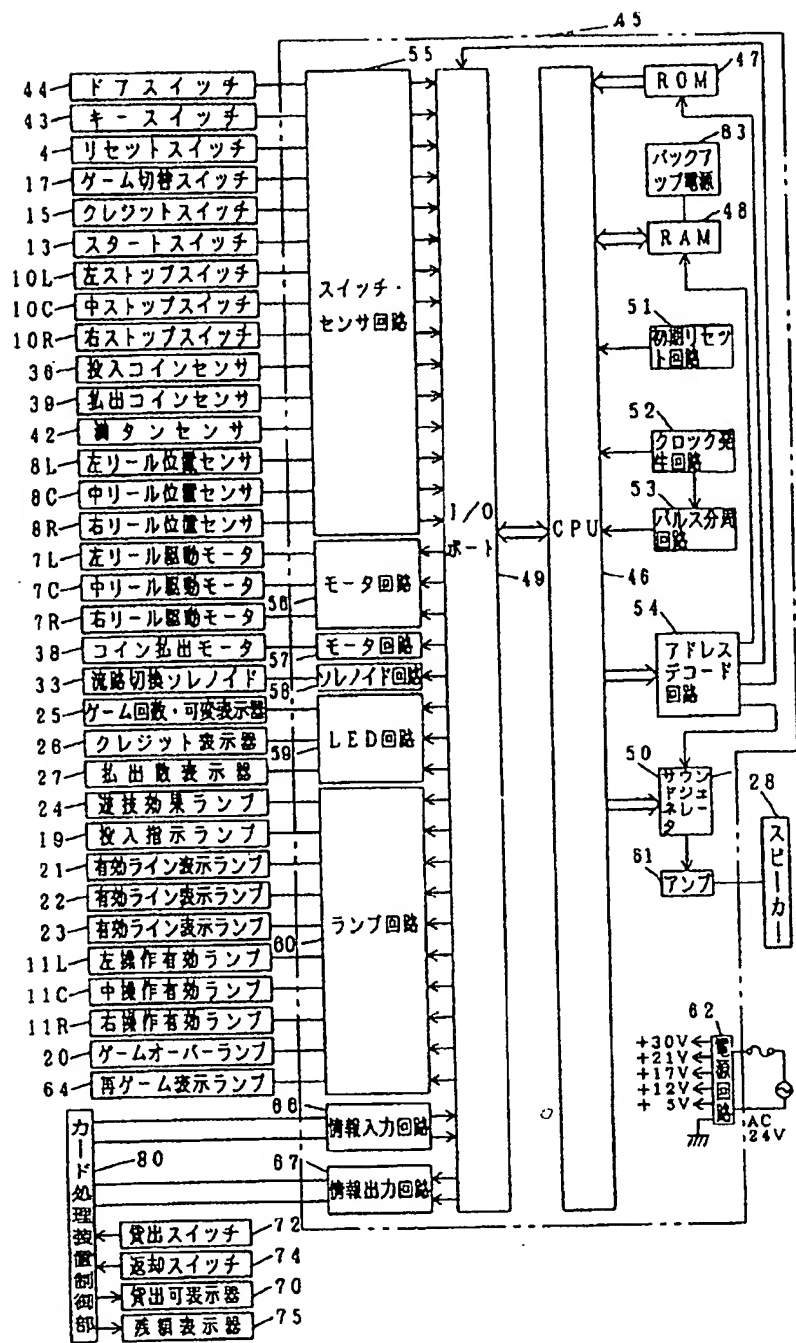 45
55
44 ドアスイッチ
43 キースイッチ
4 リセットスイッチ
17 ゲーム切替スイッチ
15 クレジットスイッチ
13 スタートスイッチ
10L 左ストップスイッチ
10C 中ストップスイッチ
10R 右ストップスイッチ
36 投入コインセンサ
39 払出コインセンサ
42 満タンセンサ
8L 左リール位置センサ
8C 中リール位置センサ
8R 右リール位置センサ
7L 左リール駆動モータ
7C 中リール駆動モータ
7R 右リール駆動モータ
38 コイン払出モータ
33 流路切換ソレノイド
25 ゲーム回数・可変表示器
26 クレジット表示器
27 払出数表示器
24 遊技効果ランプ
19 投入指示ランプ
21 有効ライン表示ランプ
22 有効ライン表示ランプ
23 有効ライン表示ランプ
11L 左操作有効ランプ
11C 中操作有効ランプ
11R 右操作有効ランプ
20 ゲームオーバーランプ
64 再ゲーム表示ランプ
スイッチ・
センサ回路
56
モータ回路
57
モータ回路
58
ソレノイド回路
59
LED回路
60
ランプ回路
66
情報入力回路
67
情報出力回路
I/O
ポート
49
CPU
46
ROM
47
63
バックア
ップ電源
48
RAM
51
初期リセ
ット回路
52
クロック発
生回路
53
パルス分周
回路
54
アドレス
デコード
回路
50
サウン
ドジェ
ネレー
タ
61
アンプ
28
スピーカー
62
電源回路
+30V
+21V
+17V
+12V
+5V
AC
24V
カード処理装置制御部
80
貸出スイッチ 72
返却スイッチ 74
貸出可表示器 70
残額表示器 75